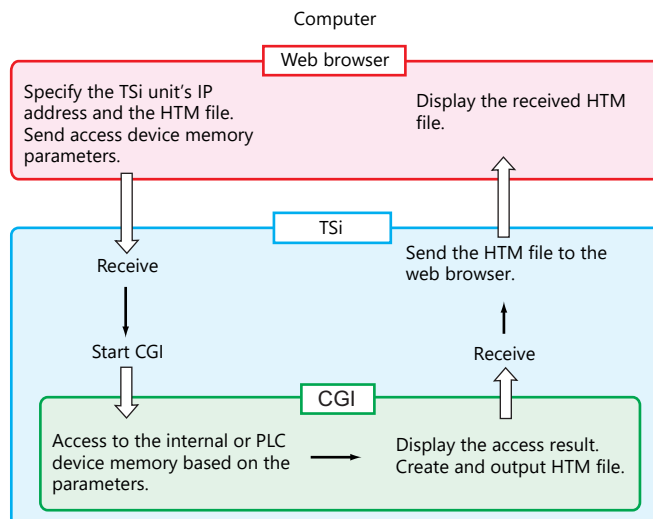 Computer
Web browser
Specify the TSi unit's IP
address and the HTM file.
Send access device memory
parameters.
Display the received HTM
file.
TSi
Receive
Send the HTM file to the
web browser.
Start CGI
Receive
CGI
Access to the internal or PLC
device memory based on the
parameters.
Display the access result.
Create and output HTM file.